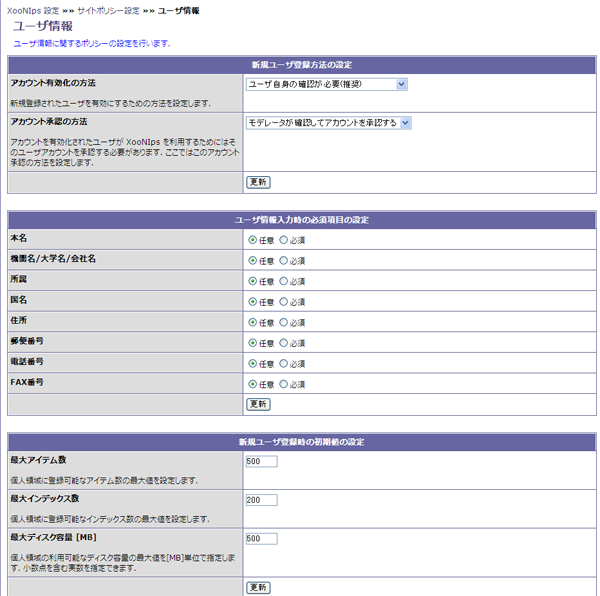 XooNIps 設定 »» サイトポリシー設定 »» ユーザ情報
ユーザ情報
ユーザ情報に関するポリシーの設定を行います.
新規ユーザ登録方法の設定
アカウント有効化の方法
ユーザ自身の確認が必要(推奨)
新規登録されたユーザを有効にするための方法を設定します.
アカウント承認の方法
モデレータが確認してアカウントを承認する
アカウントを有効化されたユーザが XooNIps を利用するためにはそ
のユーザアカウントを承認する必要があります. ここではこのアカウント
承認の方法を設定します.
更新
ユーザ情報入力時の必須項目の設定
本名 任意 必須
機関名/大学名/会社名 任意 必須
所属 任意 必須
国名 任意 必須
住所 任意 必須
郵便番号 任意 必須
電話番号 任意 必須
FAX番号 任意 必須
更新
新規ユーザ登録時の初期値の設定
最大アイテム数 500
個人領域に登録可能なアイテム数の最大値を設定します.
最大インデックス数 200
個人領域に登録可能なインデックス数の最大値を設定します.
最大ディスク容量 [MB] 500
個人領域の利用可能なディスク容量の最大値を[MB]単位で指定しま
す. 小数点を含む実数を指定できます.
更新